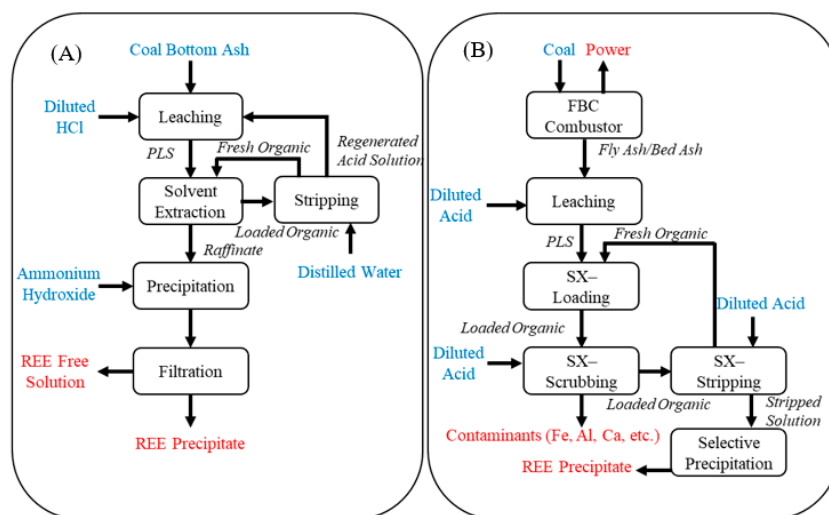 (A)
Coal Bottom Ash
Diluted
HCl
Leaching
PLS
Fresh Organic
Regenerated
Acid Solution
Solvent
Extraction
Stripping
Loaded Organic
Raffinate
Distilled Water
Ammonium
Hydroxide
Precipitation
REE Free
Solution
Filtration
REE Precipitate
(B)
Coal
Power
FBC
Combustor
Fly Ash/Bed Ash
Diluted
Acid
Leaching
PLS
Fresh Organic
SX–
Loading
Diluted Acid
Loaded Organic
Diluted
Acid
SX–
Scrubbing
SX–
Stripping
Loaded Organic
Stripped
Solution
Contaminants (Fe, Al, Ca, etc.)
Selective
Precipitation
REE Precipitate